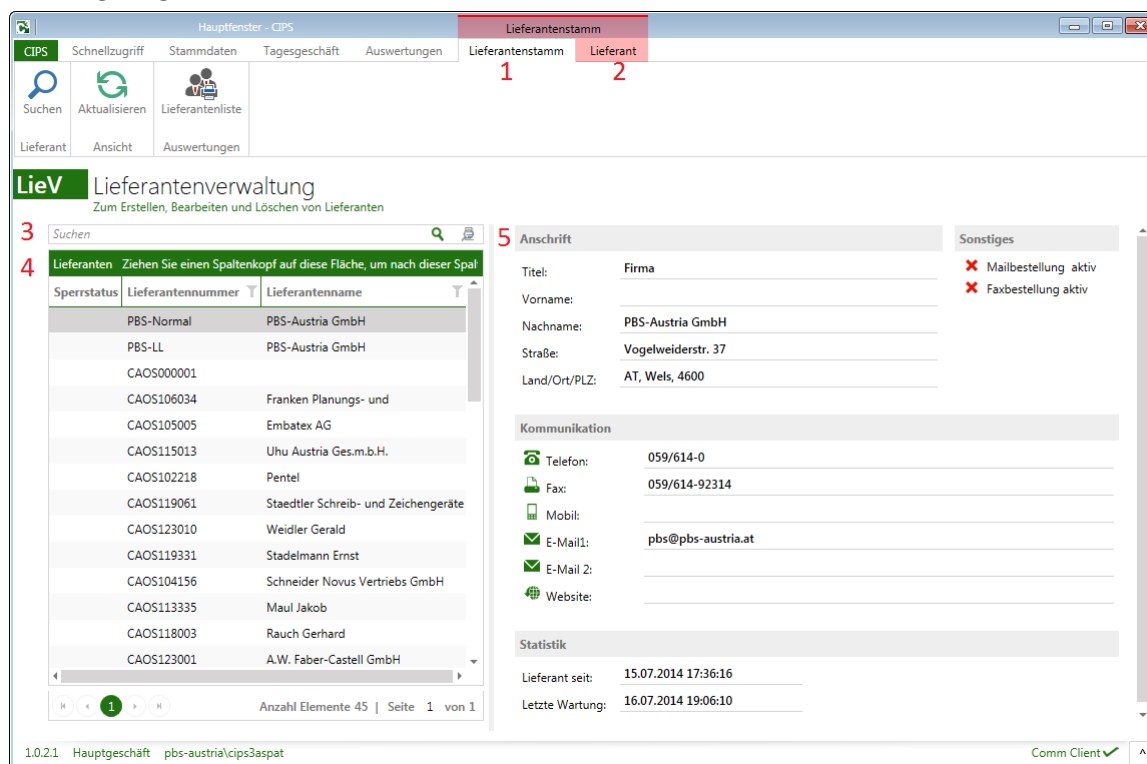 Hauptfenster - CIPS
Lieferantenstamm
CIPS Schnellzugriff Stammdaten Tagesgeschäft Auswertungen Lieferantenstamm Lieferant
1 2
Suchen Aktualisieren Lieferantenliste
Lieferant Ansicht Auswertungen
LieV Lieferantenverwaltung
Zum Erstellen, Bearbeiten und Löschen von Lieferanten
3 Suchen
4 Lieferanten Ziehen Sie einen Spaltenkopf auf diese Fläche, um nach dieser Spal
Sperrstatus Lieferantennummer Lieferantenname
PBS-Normal PBS-Austria GmbH
PBS-LL PBS-Austria GmbH
CAOS000001
CAOS106034 Franken Planungs- und
CAOS105005 Embatex AG
CAOS115013 Uhu Austria Ges.m.b.H.
CAOS102218 Pentel
CAOS119061 Staedtler Schreib- und Zeichengeräte
CAOS123010 Weidler Gerald
CAOS119331 Stadelmann Ernst
CAOS104156 Schneider Novus Vertriebs GmbH
CAOS113335 Maul Jakob
CAOS118003 Rauch Gerhard
CAOS123001 A.W. Faber-Castell GmbH
1 Anzahl Elemente 45 | Seite 1 von 1
5 Anschrift
Titel: Firma
Vorname:
Nachname: PBS-Austria GmbH
Straße: Vogelweiderstr. 37
Land/Ort/PLZ: AT, Wels, 4600
Sonstiges
Mailbestellung aktiv
Faxbestellung aktiv
Kommunikation
Telefon: 059/614-0
Fax: 059/614-92314
Mobil:
E-Mail1: pbs@pbs-austria.at
E-Mail 2:
Website:
Statistik
Lieferant seit: 15.07.2014 17:36:16
Letzte Wartung: 16.07.2014 19:06:10
1.0.2.1 Hauptgeschäft pbs-austria\cips3aspat Comm Client